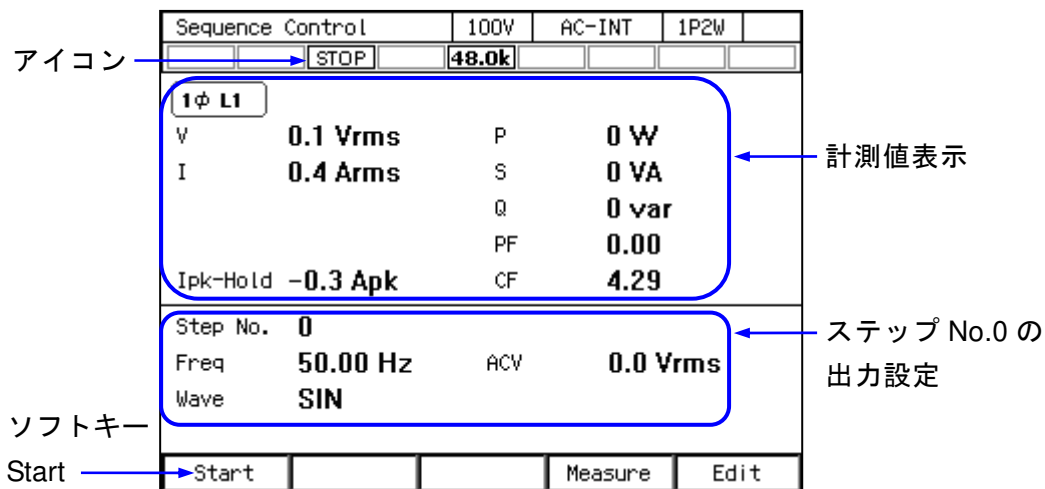 Sequence Control 100V AC-INT 1P2W
アイコン STOP 48.0k
1φ L1
V 0.1 Vrms P 0 W
計測値表示
I 0.4 Arms S 0 VA
Q 0 var
PF 0.00
Ipk-Hold -0.3 Apk CF 4.29
Step No. 0
ステップ No.0 の
Freq 50.00 Hz ACV 0.0 Vrms
出力設定
Wave SIN
ソフトキー
Start
Start Measure Edit